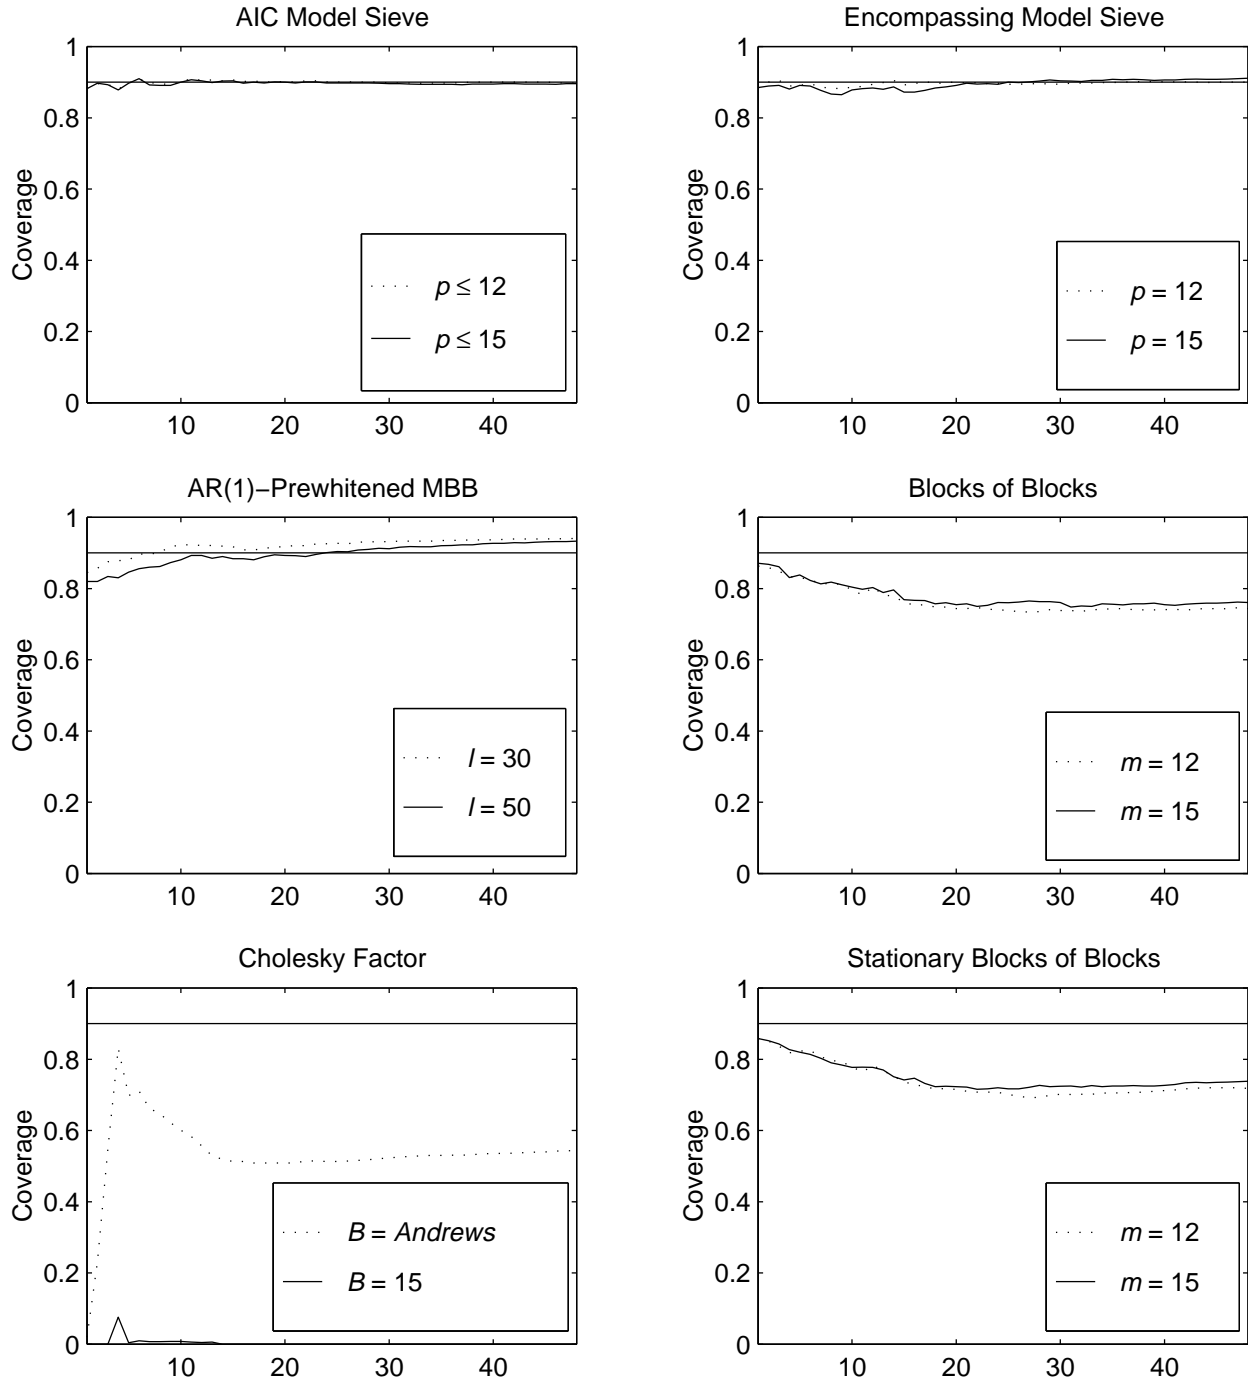 AIC Model Sieve
1
0.8
0.6
0.4
0.2
0
Coverage
p ≤ 12
p ≤ 15
10 20 30 40
Encompassing Model Sieve
1
0.8
0.6
0.4
0.2
0
Coverage
p = 12
p = 15
10 20 30 40
AR(1)−Prewhitened MBB
1
0.8
0.6
0.4
0.2
0
Coverage
l = 30
l = 50
10 20 30 40
Blocks of Blocks
1
0.8
0.6
0.4
0.2
0
Coverage
m = 12
m = 15
10 20 30 40
Cholesky Factor
1
0.8
0.6
0.4
0.2
0
Coverage
B = Andrews
B = 15
10 20 30 40
Stationary Blocks of Blocks
1
0.8
0.6
0.4
0.2
0
Coverage
m = 12
m = 15
10 20 30 40